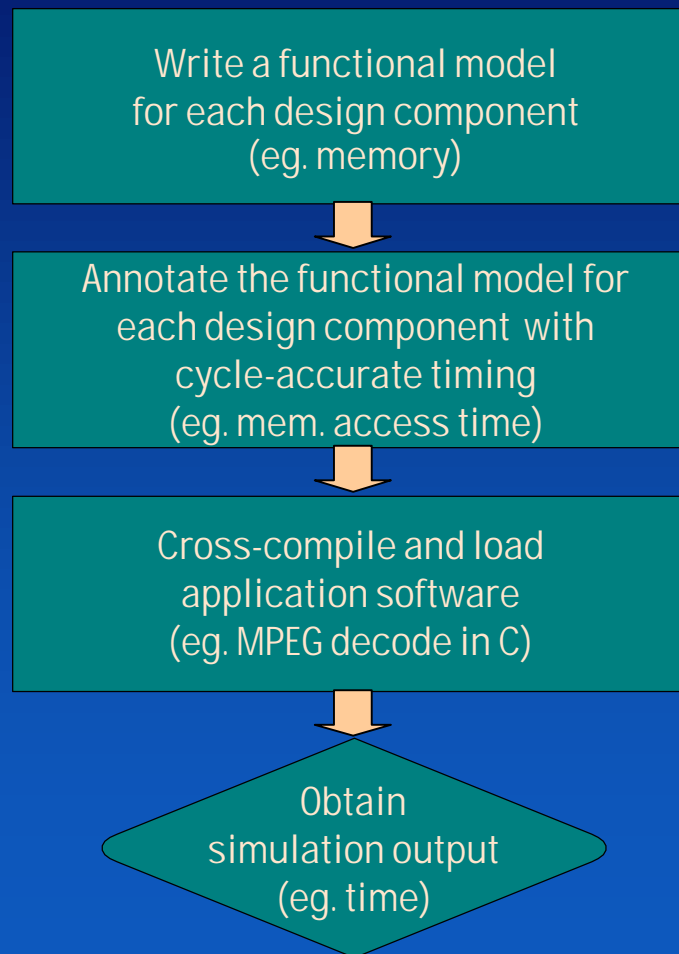 Write a functional model
for each design component
(eg. memory)
Annotate the functional model for
each design component with
cycle-accurate timing
(eg. mem. access time)
Cross-compile and load
application software
(eg. MPEG decode in C)
Obtain
simulation output
(eg. time)